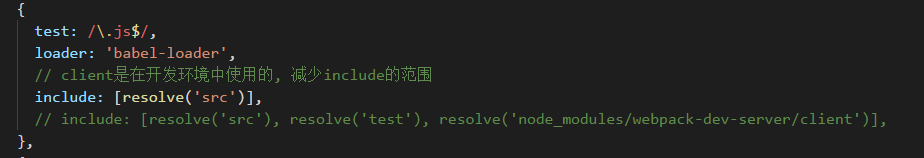 {
test: /\.js$/,
loader: 'babel-loader',
// client是在开发环境中使用的, 减少include的范围
include: [resolve('src')],
// include: [resolve('src'), resolve('test'), resolve('node_modules/webpack-dev-server/client')],
},